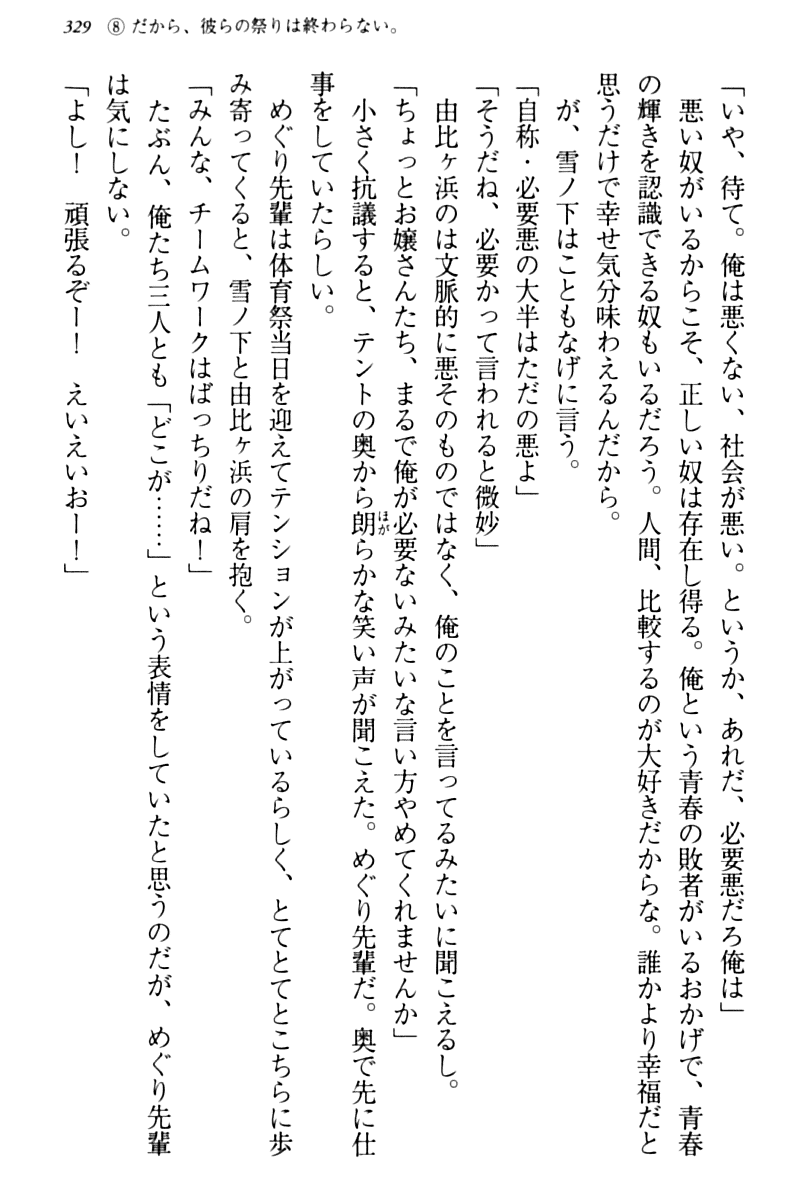 329 ⑧ だから、彼らの祭りは終わらない。
「いや、待て。俺は悪くない、社会が悪い。というか、あれだ、必要悪だろ俺は」
　悪い奴がいるからこそ、正しい奴は存在し得る。俺という青春の敗者がいるおかげで、青春
の輝きを認識できる奴もいるだろう。人間、比較するのが大好きだからな。誰かより幸福だと
思うだけで幸せ気分味わえるんだから。
　が、雪ノ下はこともなげに言う。
「自称・必要悪の大半はただの悪よ」
「そうだね、必要かって言われると微妙」
　由比ヶ浜のは文脈的に悪そのものではなく、俺のことを言ってるみたいに聞こえるし。
「ちょっとお嬢さんたち、まるで俺が必要ないみたいな言い方やめてくれませんか」
　小さく抗議すると、テントの奥から朗らかな笑い声が聞こえた。めぐり先輩だ。奥で先に仕
ほが
事をしていたらしい。
　めぐり先輩は体育祭当日を迎えてテンションが上がっているらしく、とてとてとこちらに歩
み寄ってくると、雪ノ下と由比ヶ浜の肩を抱く。
「みんな、チームワークはばっちりだね！」
　たぶん、俺たち三人とも「どこが……」という表情をしていたと思うのだが、めぐり先輩
は気にしない。
「よし！　頑張るぞー！　えいえいおー！」